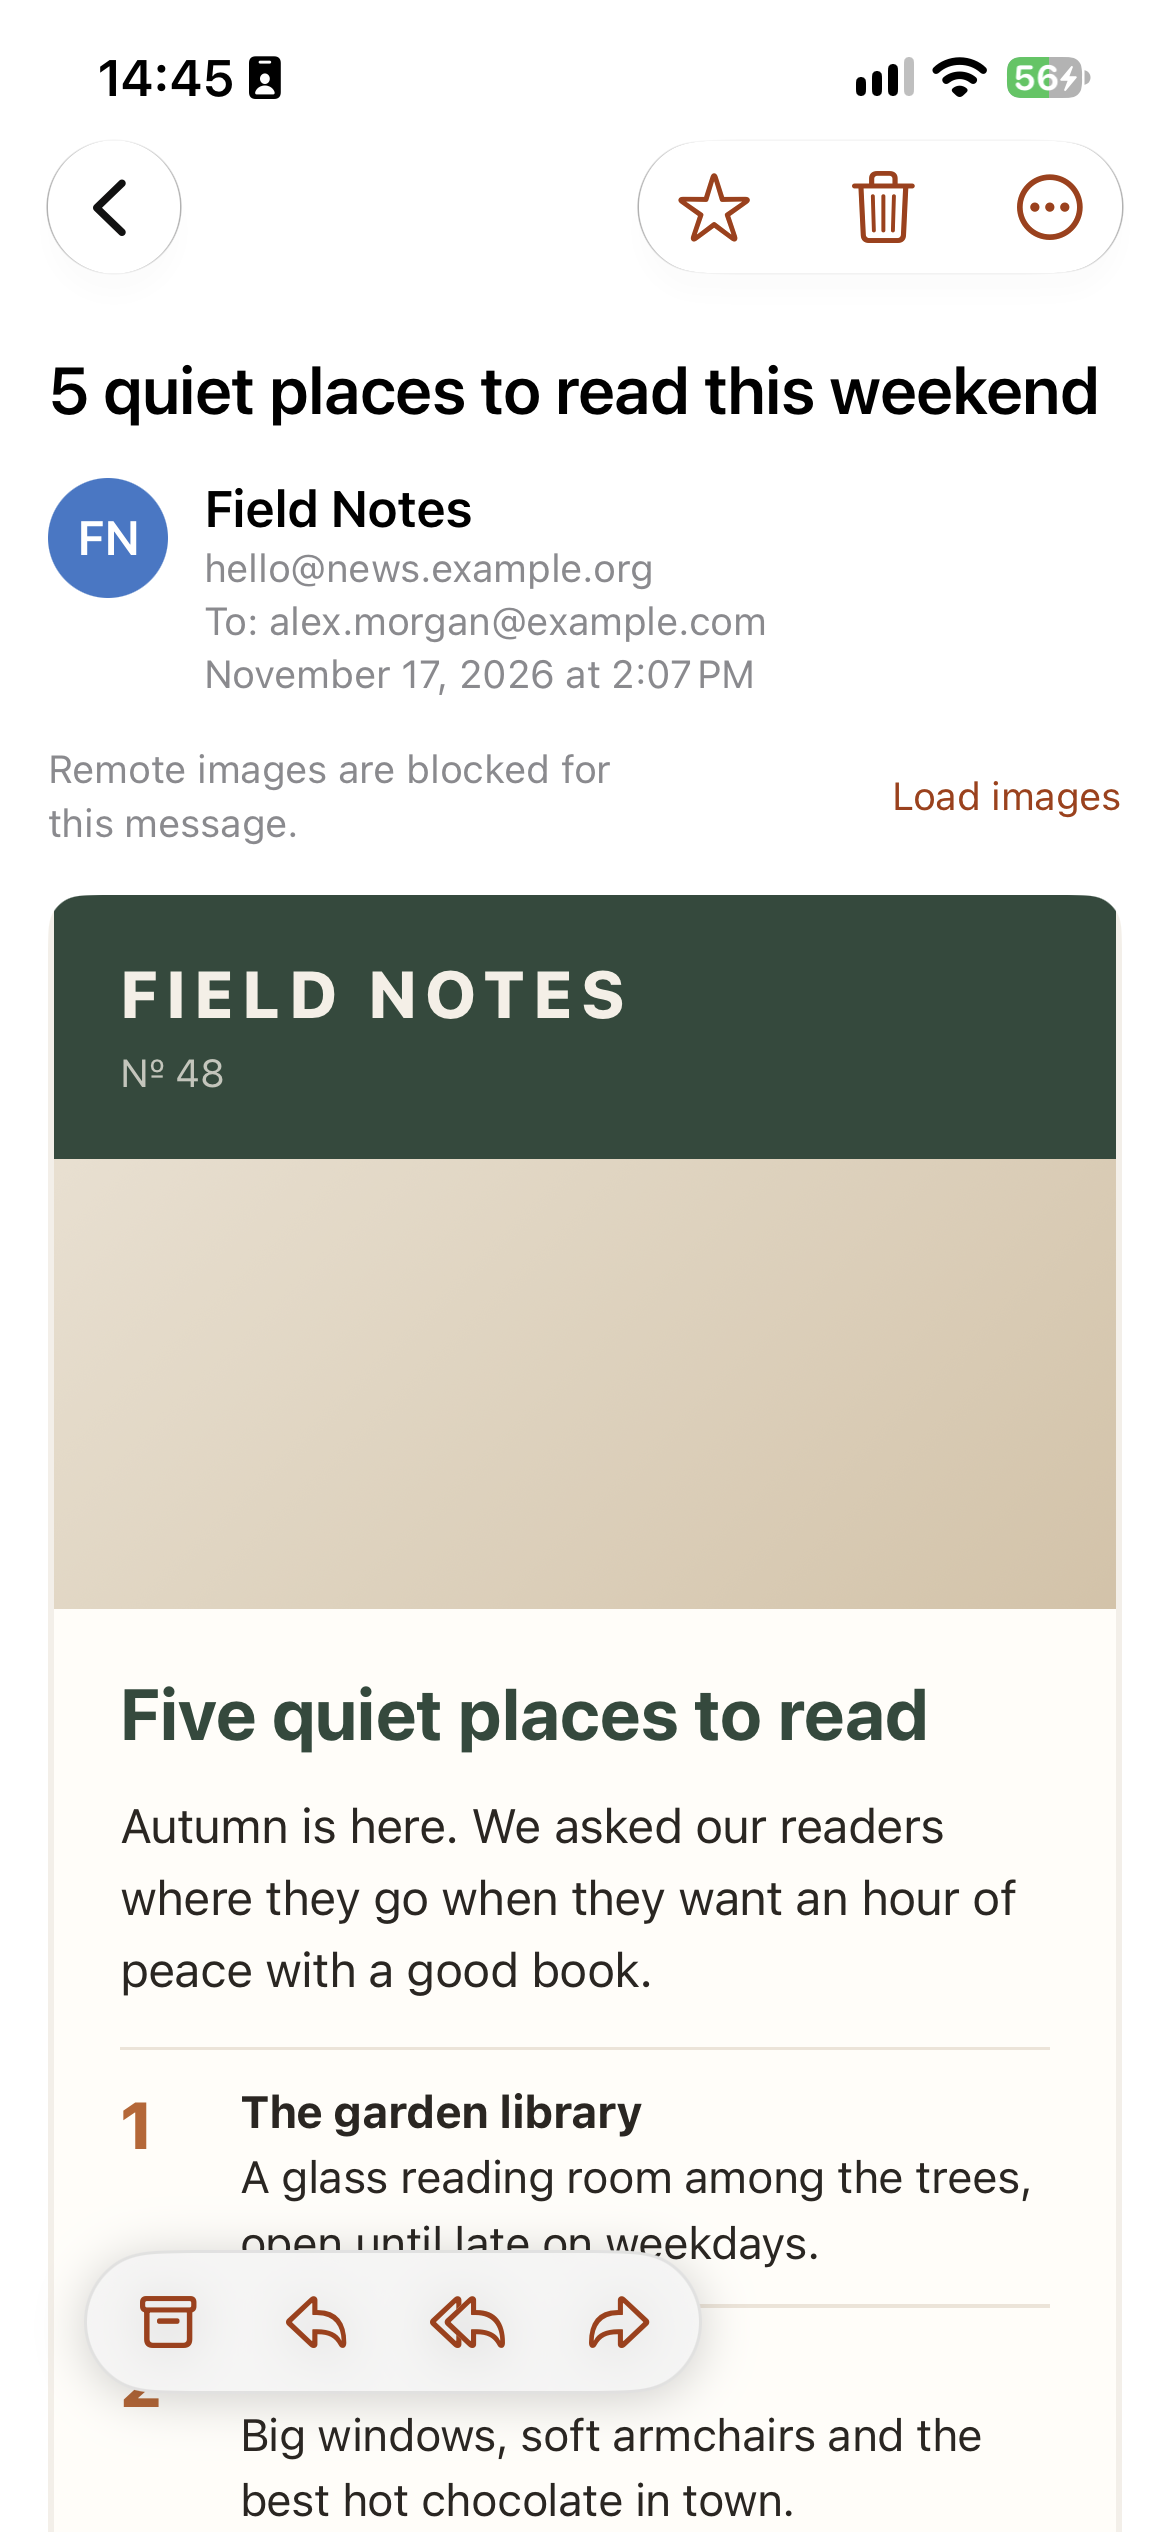 14:45
56
5 quiet places to read this weekend
FN
Field Notes
hello@news.example.org
To: alex.morgan@example.com
November 17, 2026 at 2:07 PM
Remote images are blocked for
this message.
Load images
FIELD NOTES
Nº 48
Five quiet places to read
Autumn is here. We asked our readers
where they go when they want an hour of
peace with a good book.
1
The garden library
A glass reading room among the trees,
open until late on weekdays.
Big windows, soft armchairs and the
best hot chocolate in town.